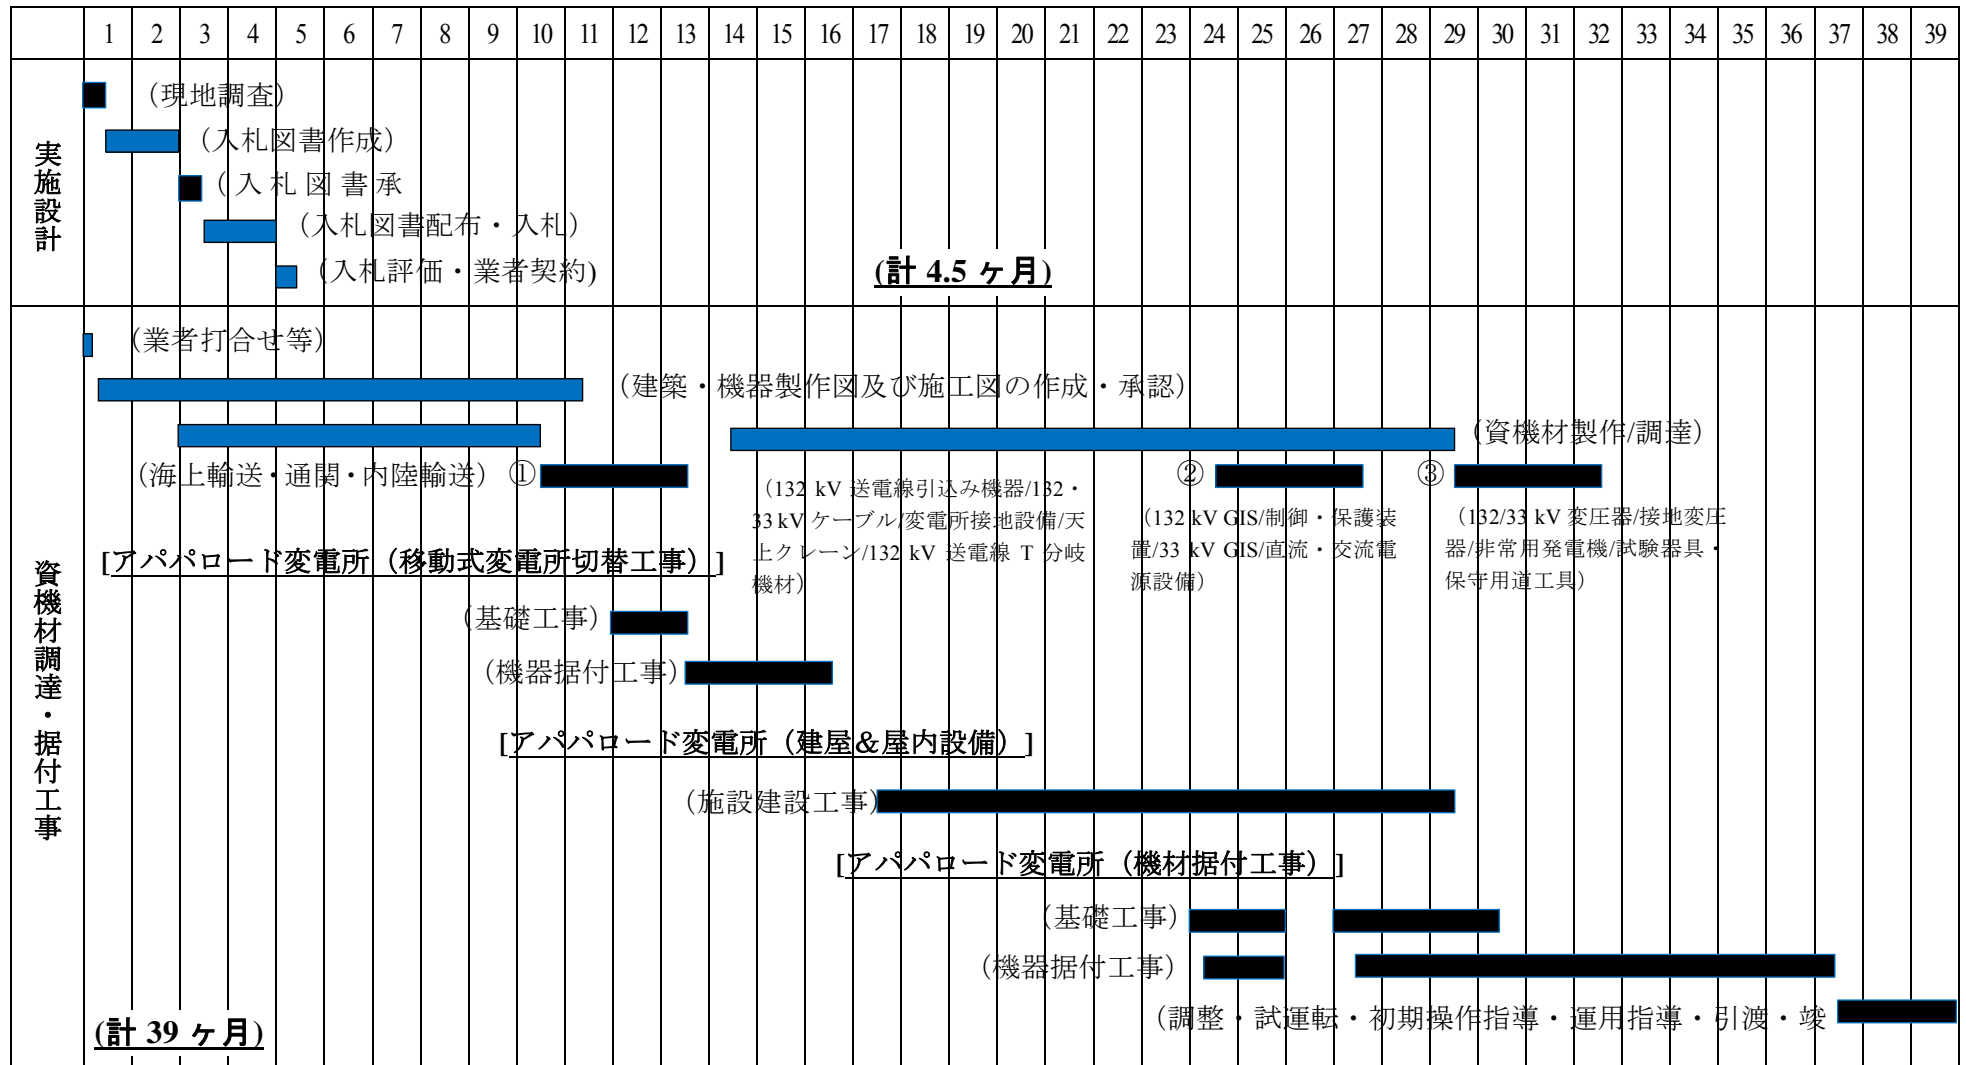 1 2 3 4 5 6 7 8 9 10 11 12 13 14 15 16 17 18 19 20 21 22 23 24 25 26 27 28 29 30 31 32 33 34 35 36 37 38 39
実施設計
（現地調査）
（入札図書作成）
（入札図書承
（入札図書配布・入札）
（入札評価・業者契約)
(計 4.5 ヶ月)
資機材調達・据付工事
（業者打合せ等）
（建築・機器製作図及び施工図の作成・承認）
（資機材製作/調達）
（海上輸送・通関・内陸輸送） ① ② ③
（132 kV 送電線引込み機器/132・
33 kV ケーブル/変電所接地設備/天
上クレーン/132 kV 送電線 T 分岐
機材）
（132 kV GIS/制御・保護装
置/33 kV GIS/直流・交流電
源設備）
（132/33 kV 変圧器/接地変圧
器/非常用発電機/試験器具・
保守用道工具）
[アパパロード変電所（移動式変電所切替工事）]
（基礎工事）
（機器据付工事）
[アパパロード変電所（建屋＆屋内設備）]
（施設建設工事）
[アパパロード変電所（機材据付工事）]
（基礎工事）
（機器据付工事）
（調整・試運転・初期操作指導・運用指導・引渡・竣
(計 39 ヶ月)